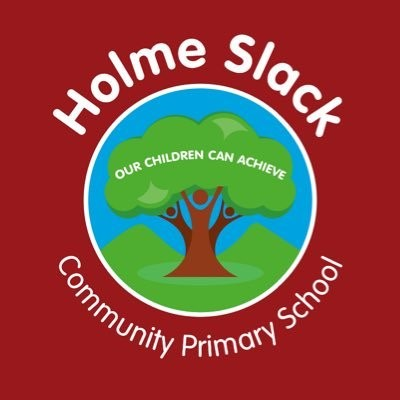 Holme Slack
OUR CHILDREN CAN ACHIEVE
Community Primary School